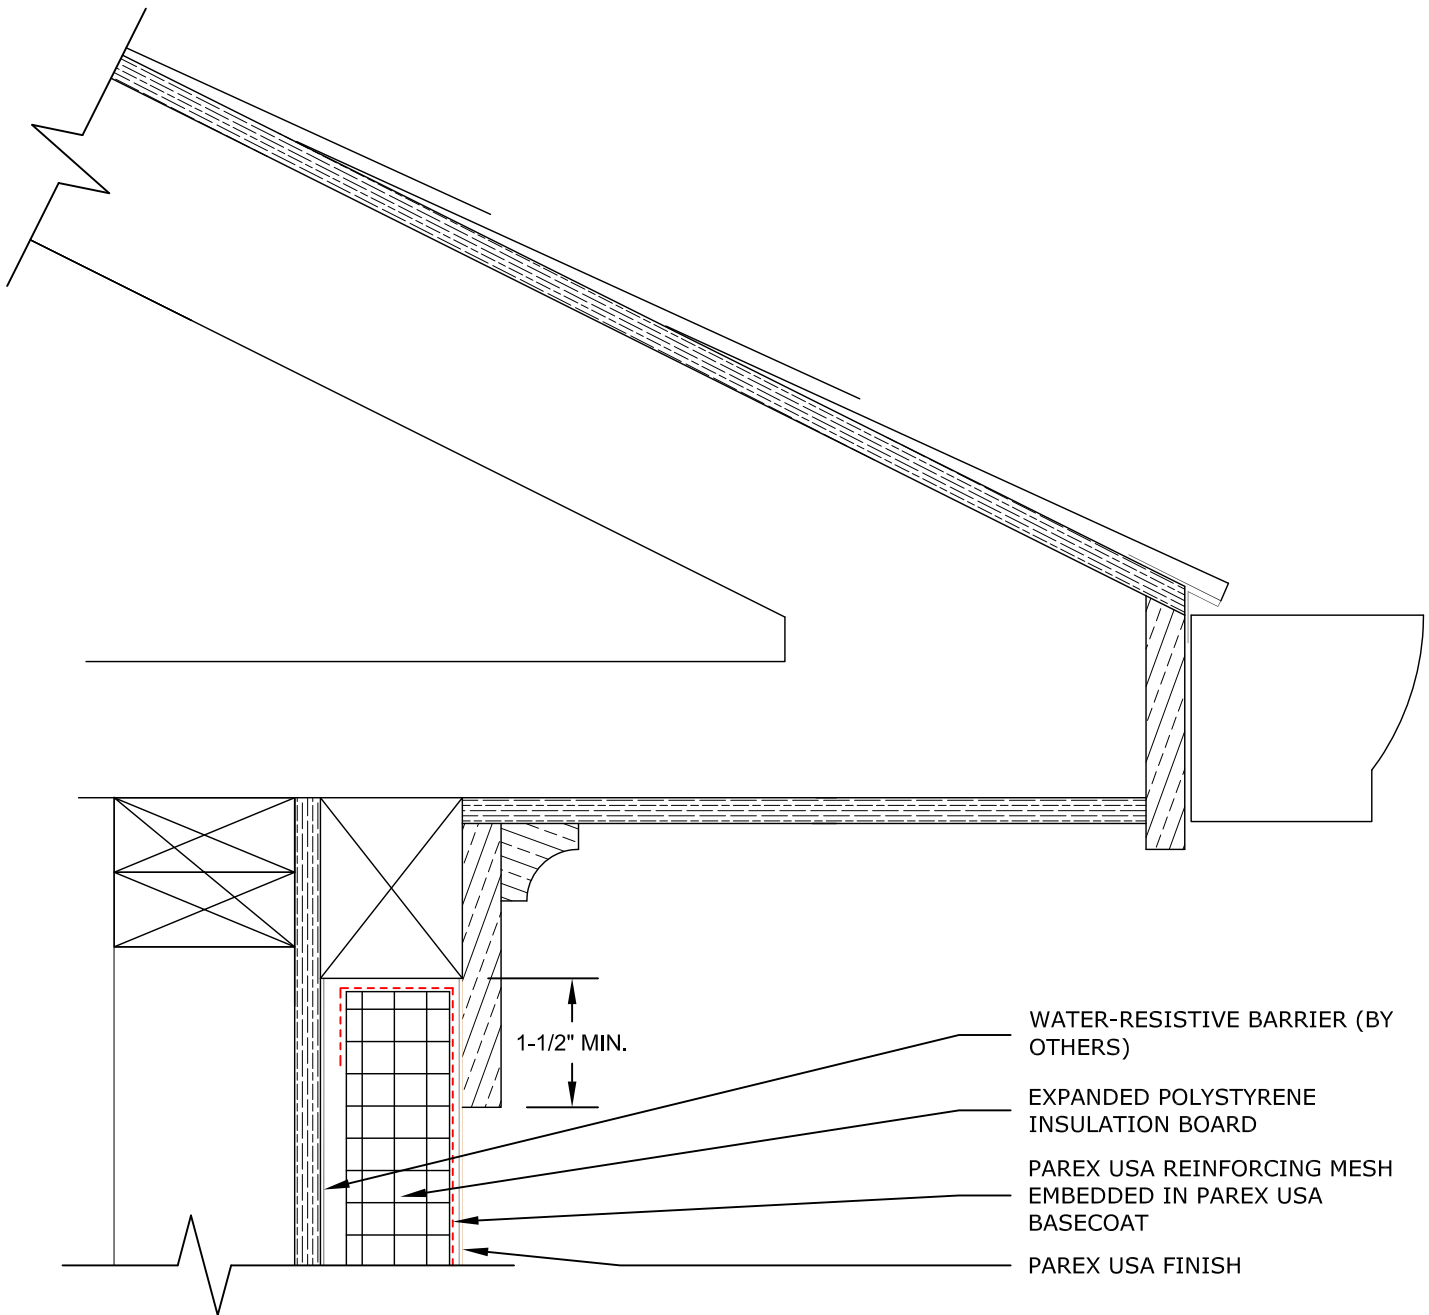 1-1/2" MIN.
WATER-RESISTIVE BARRIER (BY
OTHERS)
EXPANDED POLYSTYRENE
INSULATION BOARD
PAREX USA REINFORCING MESH
EMBEDDED IN PAREX USA
BASECOAT
PAREX USA FINISH